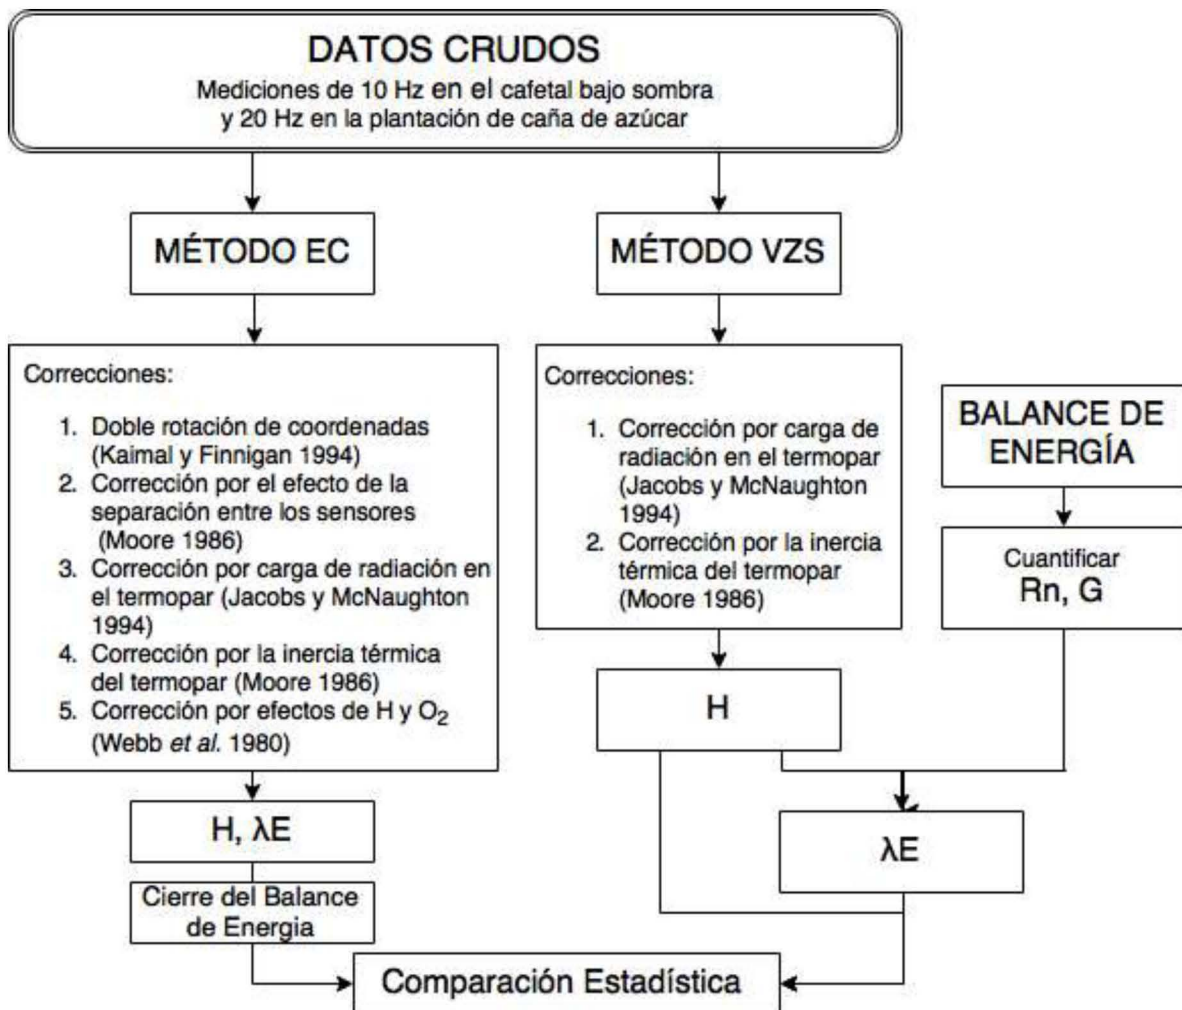 DATOS CRUDOS
Mediciones de 10 Hz en el cafetal bajo sombra
y 20 Hz en la plantación de caña de azúcar
MÉTODO EC
MÉTODO VZS
Correcciones:
1. Doble rotación de coordenadas
(Kaimal y Finnigan 1994)
2. Corrección por el efecto de la
separación entre los sensores
(Moore 1986)
3. Corrección por carga de radiación en
el termopar (Jacobs y McNaughton
1994)
4. Corrección por la inercia térmica
del termopar (Moore 1986)
5. Corrección por efectos de H y O2
(Webb et al. 1980)
Correcciones:
1. Corrección por carga de
radiación en el termopar
(Jacobs y McNaughton
1994)
2. Corrección por la inercia
térmica del termopar
(Moore 1986)
BALANCE DE
ENERGÍA
Cuantificar
Rn, G
H
H, λE
λE
Cierre del Balance
de Energia
Comparación Estadística